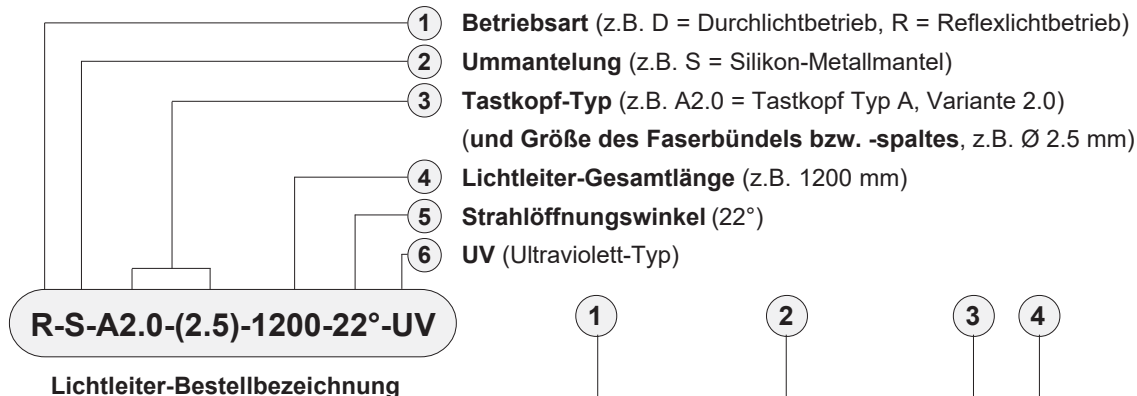 1 Betriebsart (z.B. D = Durchlichtbetrieb, R = Reflexlichtbetrieb)
2 Ummantelung (z.B. S = Silikon-Metallmantel)
3 Tastkopf-Typ (z.B. A2.0 = Tastkopf Typ A, Variante 2.0)
(und Größe des Faserbündels bzw. -spaltes, z.B. Ø 2.5 mm)
4 Lichtleiter-Gesamtlänge (z.B. 1200 mm)
5 Strahlöffnungswinkel (22°)
6 UV (Ultraviolett-Typ)
R-S-A2.0-(2.5)-1200-22°-UV
Lichtleiter-Bestellbezeichnung
1 2 3 4